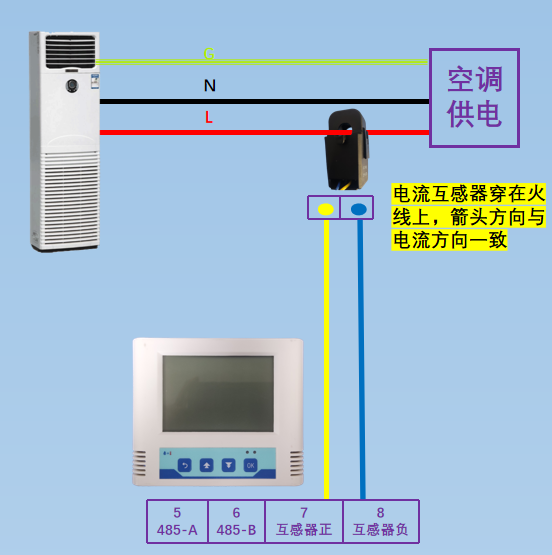 G
N
L
空调
供电
电流互感器穿在火
线上，箭头方向与
电流方向一致
OK
5
485-A
6
485-B
7
互感器正
8
互感器负